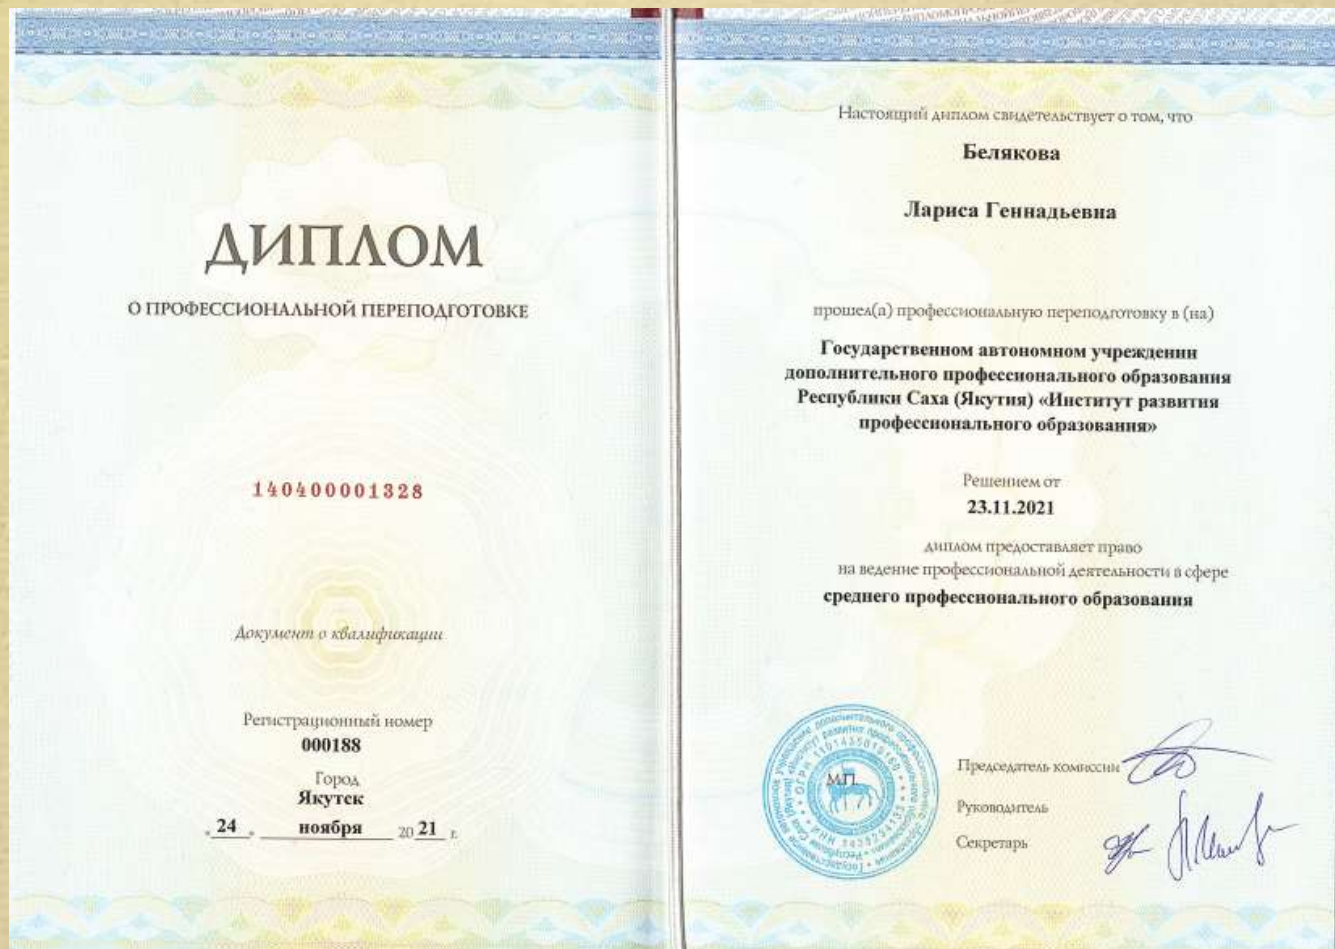 ДИПЛОМ
О ПРОФЕССИОНАЛЬНОЙ ПЕРЕПОДГОТОВКЕ
140400001328
Документ о квалификации
Регистрационный номер
000188
Город
Якутск
« 24 » ноября 20 21 г.
Настоящий диплом свидетельствует о том, что
Белякова
Лариса Геннадьевна
прошел(а) профессиональную переподготовку в (на)
Государственном автономном учреждении
дополнительного профессионального образования
Республики Саха (Якутия) «Институт развития
профессионального образования»
Решением от
23.11.2021
диплом предоставляет право
на ведение профессиональной деятельности в сфере
среднего профессионального образования
М.П.
Председатель комиссии
Руководитель
Секретарь